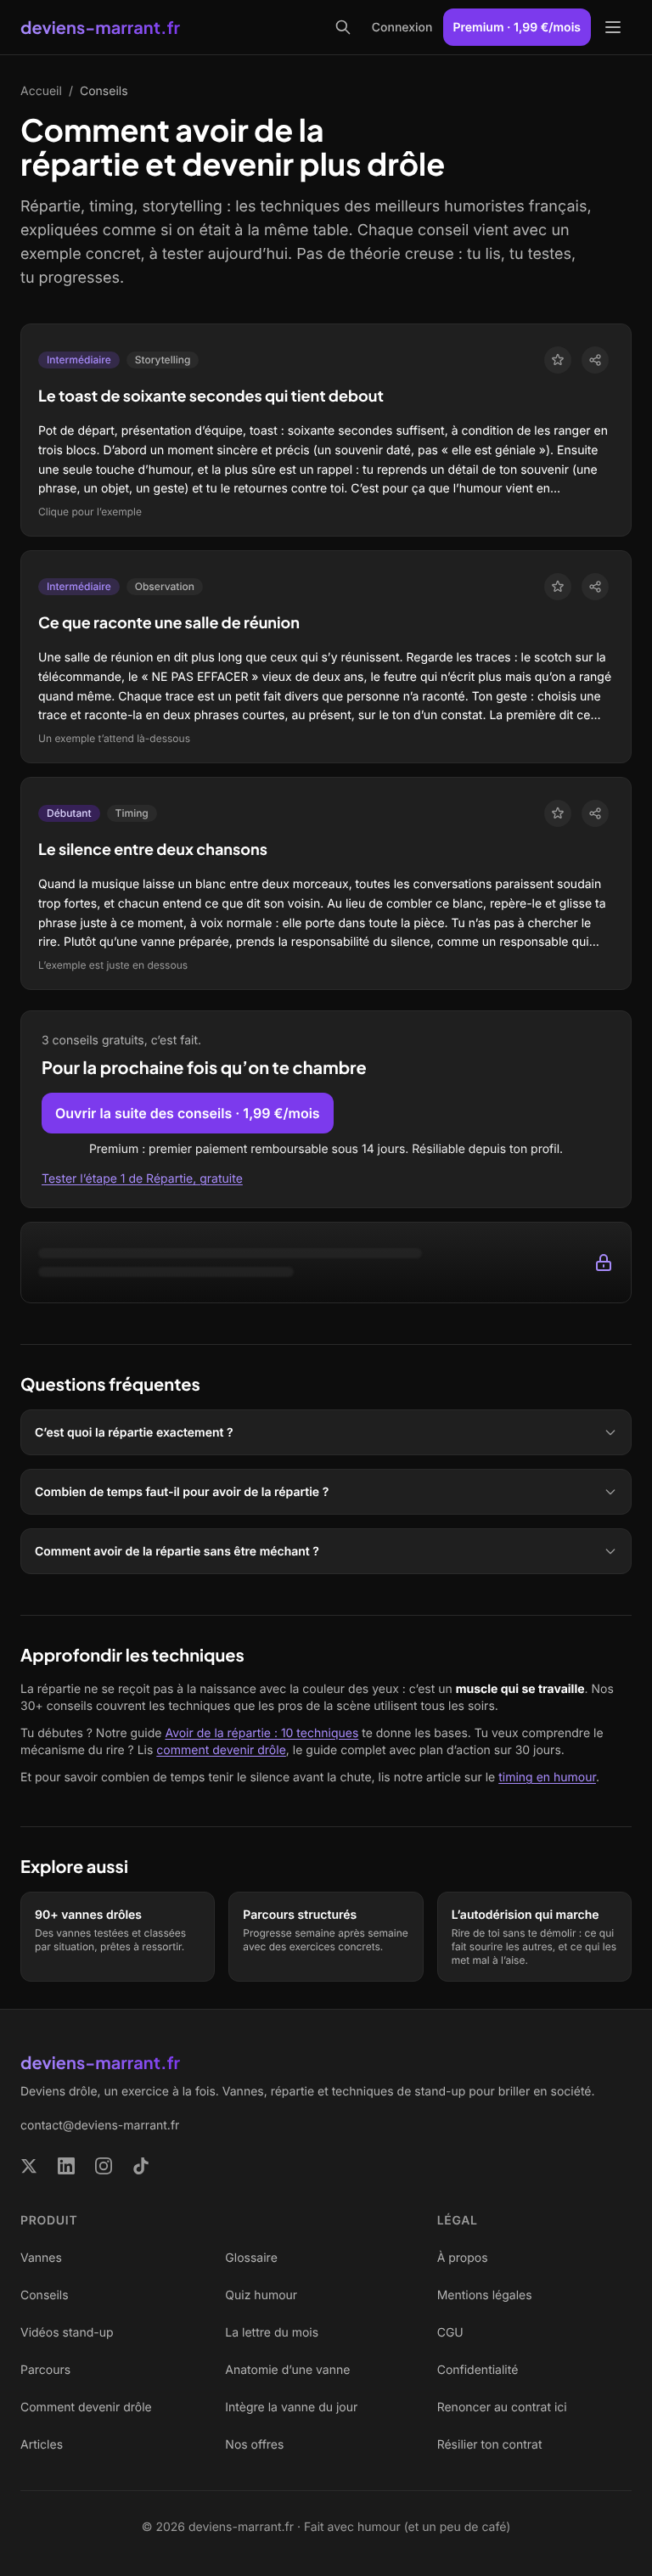 deviens-marrant.fr
Connexion
Premium · 1,99 €/mois
Accueil / Conseils
Comment avoir de la
répartie et devenir plus drôle
Répartie, timing, storytelling : les techniques des meilleurs humoristes français,
expliquées comme si on était à la même table. Chaque conseil vient avec un
exemple concret, à tester aujourd’hui. Pas de théorie creuse : tu lis, tu testes,
tu progresses.
Intermédiaire
Storytelling
Le toast de soixante secondes qui tient debout
Pot de départ, présentation d’équipe, toast : soixante secondes suffisent, à condition de les ranger en
trois blocs. D’abord un moment sincère et précis (un souvenir daté, pas « elle est géniale »). Ensuite
une seule touche d’humour, et la plus sûre est un rappel : tu reprends un détail de ton souvenir (une
phrase, un objet, un geste) et tu le retournes contre toi. C’est pour ça que l’humour vient en…
Clique pour l’exemple
Intermédiaire
Observation
Ce que raconte une salle de réunion
Une salle de réunion en dit plus long que ceux qui s’y réunissent. Regarde les traces : le scotch sur la
télécommande, le « NE PAS EFFACER » vieux de deux ans, le feutre qui n’écrit plus mais qu’on a rangé
quand même. Chaque trace est un petit fait divers que personne n’a raconté. Ton geste : choisis une
trace et raconte-la en deux phrases courtes, au présent, sur le ton d’un constat. La première dit ce…
Un exemple t’attend là-dessous
Débutant
Timing
Le silence entre deux chansons
Quand la musique laisse un blanc entre deux morceaux, toutes les conversations paraissent soudain
trop fortes, et chacun entend ce que dit son voisin. Au lieu de combler ce blanc, repère-le et glisse ta
phrase juste à ce moment, à voix normale : elle porte dans toute la pièce. Tu n’as pas à chercher le
rire. Plutôt qu’une vanne préparée, prends la responsabilité du silence, comme un responsable qui…
L’exemple est juste en dessous
3 conseils gratuits, c’est fait.
Pour la prochaine fois qu’on te chambre
Ouvrir la suite des conseils · 1,99 €/mois
Premium : premier paiement remboursable sous 14 jours. Résiliable depuis ton profil.
Tester l’étape 1 de Répartie, gratuite
Questions fréquentes
C’est quoi la répartie exactement ?
Combien de temps faut-il pour avoir de la répartie ?
Comment avoir de la répartie sans être méchant ?
Approfondir les techniques
La répartie ne se reçoit pas à la naissance avec la couleur des yeux : c’est un muscle qui se travaille. Nos
30+ conseils couvrent les techniques que les pros de la scène utilisent tous les soirs.
Tu débutes ? Notre guide Avoir de la répartie : 10 techniques te donne les bases. Tu veux comprendre le
mécanisme du rire ? Lis comment devenir drôle, le guide complet avec plan d’action sur 30 jours.
Et pour savoir combien de temps tenir le silence avant la chute, lis notre article sur le timing en humour.
Explore aussi
90+ vannes drôles
Des vannes testées et classées
par situation, prêtes à ressortir.
Parcours structurés
Progresse semaine après semaine
avec des exercices concrets.
L’autodérision qui marche
Rire de toi sans te démolir : ce qui
fait sourire les autres, et ce qui les
met mal à l’aise.
deviens-marrant.fr
Deviens drôle, un exercice à la fois. Vannes, répartie et techniques de stand-up pour briller en société.
contact@deviens-marrant.fr
PRODUIT
Vannes
Conseils
Vidéos stand-up
Parcours
Comment devenir drôle
Articles
Glossaire
Quiz humour
La lettre du mois
Anatomie d’une vanne
Intègre la vanne du jour
Nos offres
LÉGAL
À propos
Mentions légales
CGU
Confidentialité
Renoncer au contrat ici
Résilier ton contrat
© 2026 deviens-marrant.fr · Fait avec humour (et un peu de café)